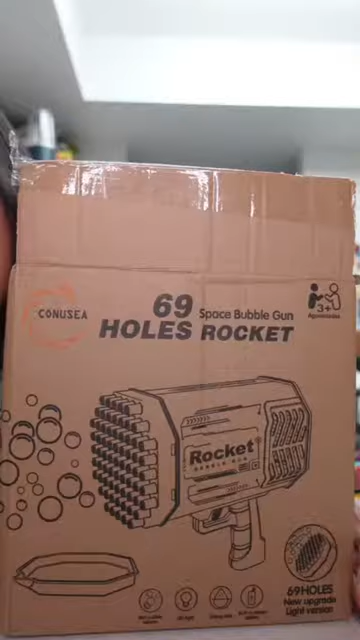 CONUSEA
69 Space Bubble Gun
HOLES ROCKET
3+
Rocket
BUBBLE GUN
69HOLES
New upgrade
Light version